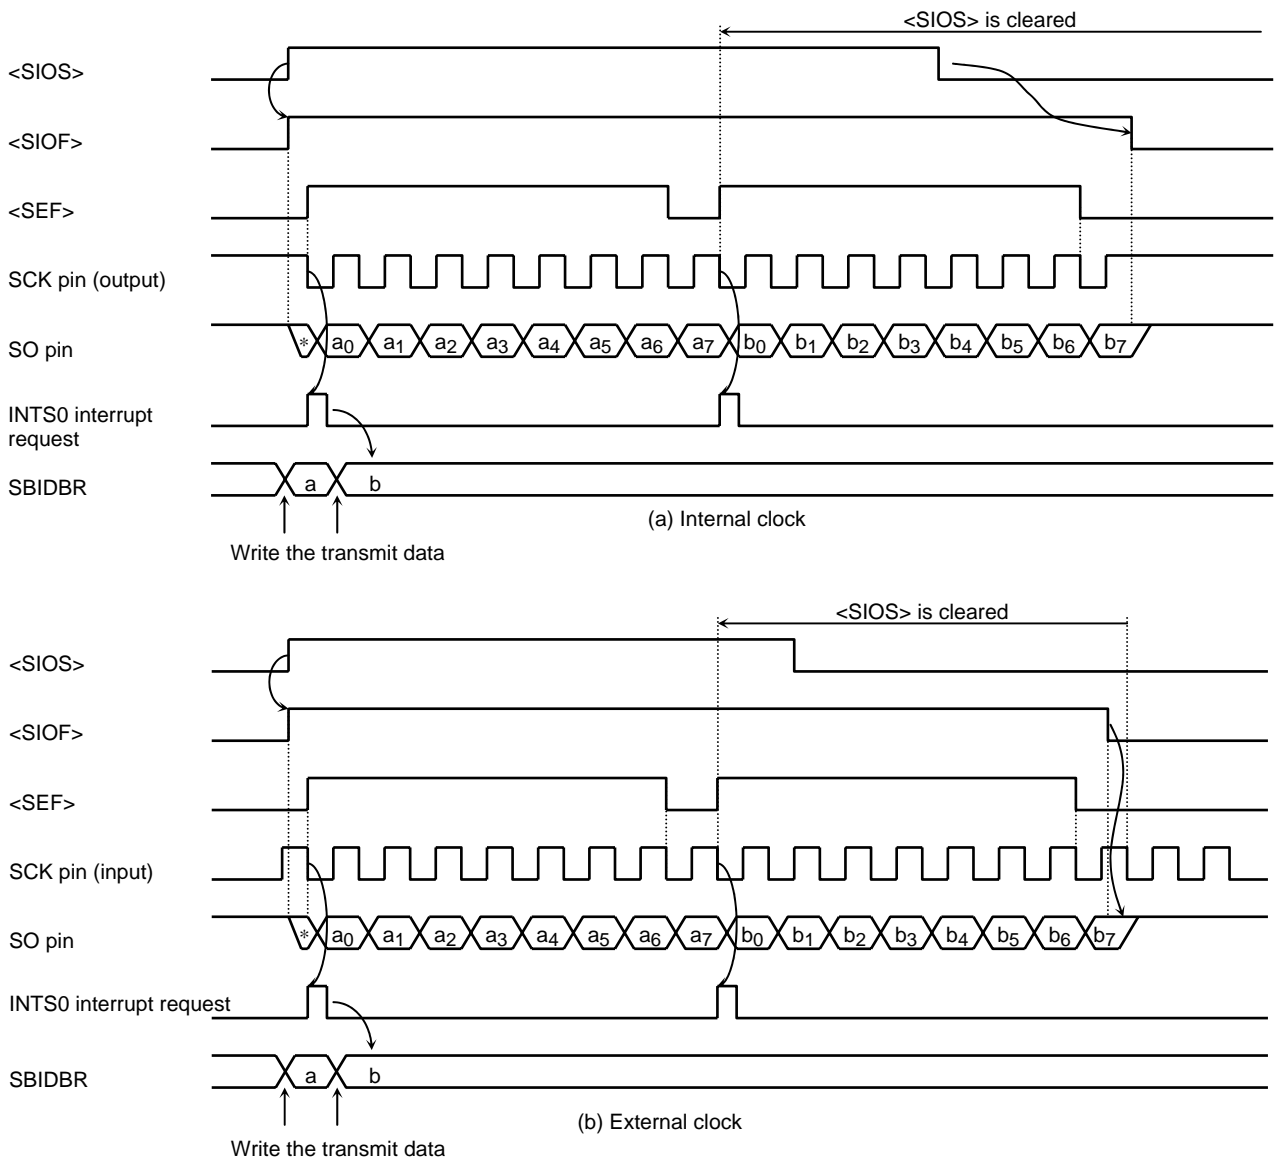 <SIOS> is cleared
<SIOS>
<SIOF>
<SEF>
SCK pin (output)
SO pin * a0 a1 a2 a3 a4 a5 a6 a7 b0 b1 b2 b3 b4 b5 b6 b7
INTS0 interrupt
request
SBIDBR a b
(a) Internal clock
Write the transmit data
<SIOS> is cleared
<SIOS>
<SIOF>
<SEF>
SCK pin (input)
SO pin * a0 a1 a2 a3 a4 a5 a6 a7 b0 b1 b2 b3 b4 b5 b6 b7
INTS0 interrupt request
SBIDBR a b
(b) External clock
Write the transmit data